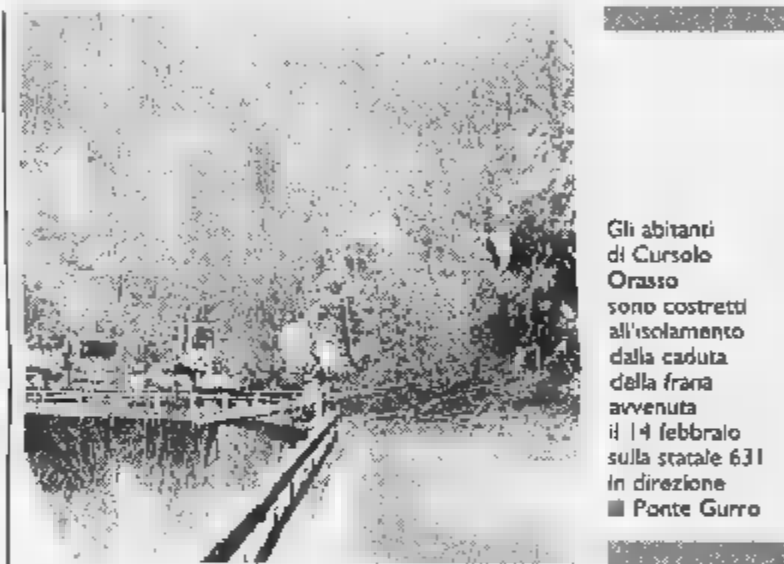 Gli abitanti
di Cursolo
Orasso
sono costretti
all'isolamento
dalla caduta
della frana
avvenuta
il 14 febbraio
sulla statale 631
in direzione
Ponte Gurro